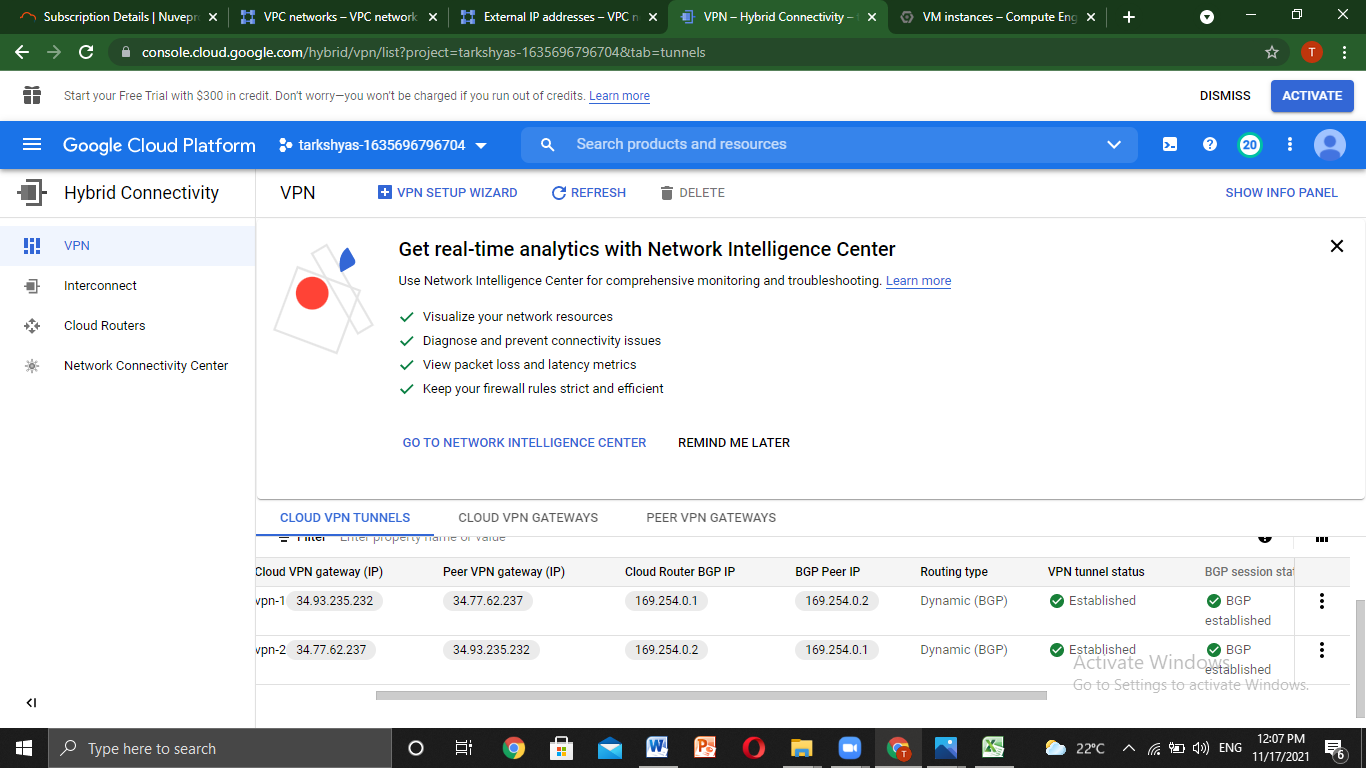 Subscription Details | Nuvepr
VPC networks – VPC network
External IP addresses – VPC n
VPN – Hybrid Connectivity –
VM instances – Compute Eng
console.cloud.google.com/hybrid/vpn/list?project=tarkshyas-1635696796704&tab=tunnels
T
Start your Free Trial with $300 in credit. Don't worry—you won't be charged if you run out of credits. Learn more
DISMISS
ACTIVATE
Google Cloud Platform
tarkshyas-1635696796704
Search products and resources
20
Hybrid Connectivity
VPN
VPN SETUP WIZARD
REFRESH
DELETE
SHOW INFO PANEL
VPN
Interconnect
Cloud Routers
Network Connectivity Center
Get real-time analytics with Network Intelligence Center
Use Network Intelligence Center for comprehensive monitoring and troubleshooting. Learn more
Visualize your network resources
Diagnose and prevent connectivity issues
View packet loss and latency metrics
Keep your firewall rules strict and efficient
GO TO NETWORK INTELLIGENCE CENTER
REMIND ME LATER
CLOUD VPN TUNNELS
CLOUD VPN GATEWAYS
PEER VPN GATEWAYS
Filter Enter property name or value
Cloud VPN gateway (IP) Peer VPN gateway (IP) Cloud Router BGP IP BGP Peer IP Routing type VPN tunnel status BGP session stat
vpn-1 34.93.235.232 34.77.62.237 169.254.0.1 169.254.0.2 Dynamic (BGP) Established BGP
established
vpn-2 34.77.62.237 34.93.235.232 169.254.0.2 169.254.0.1 Dynamic (BGP) Established BGP
established
Activate Windows
Go to Settings to activate Windows.
Type here to search
22°C
ENG
12:07 PM
11/17/2021
6